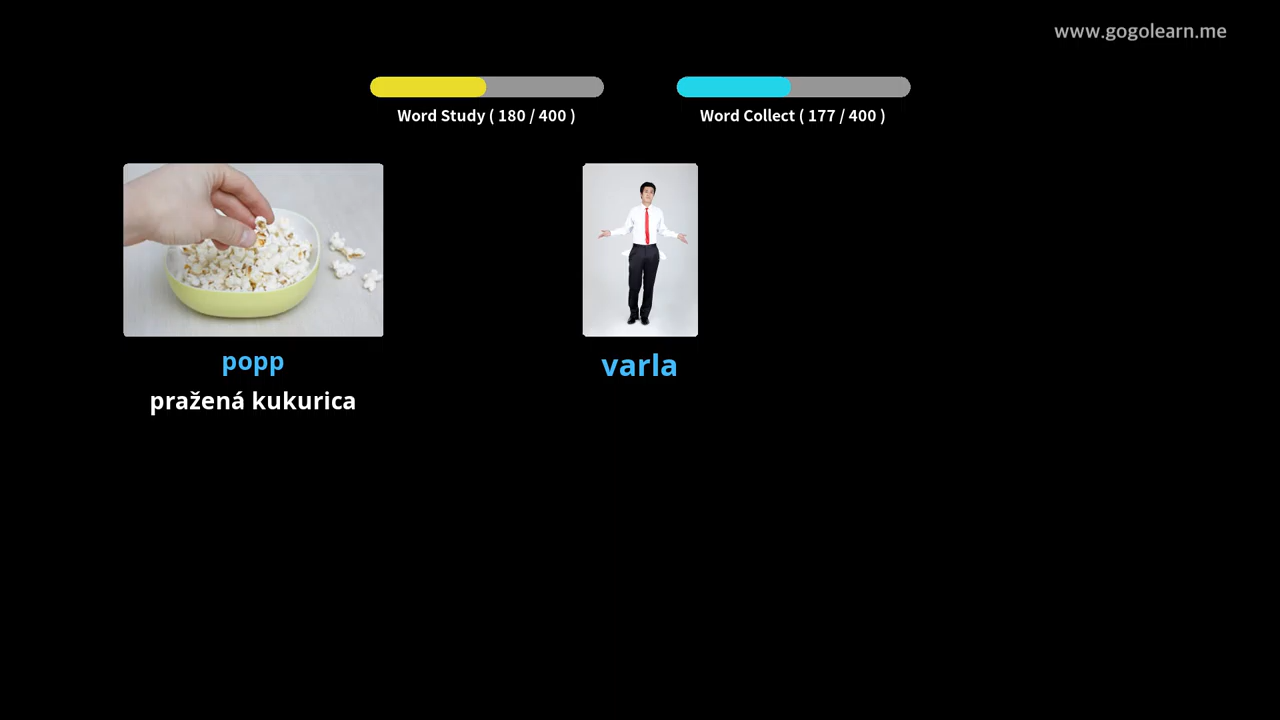 www.gogolearn.me
Word Study ( 180 / 400 )
Word Collect ( 177 / 400 )
popp
varla
pražená kukurica